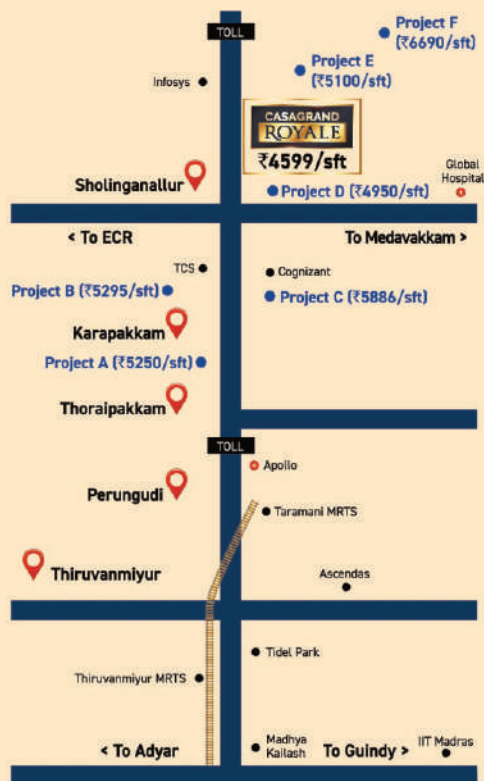 Project F
(₹6690/sft)
TOLL
Project E
(₹5100/sft)
Infosys
CASAGRAND
ROYALE
₹4599/sft
Global
Hospital
Sholinganallur
Project D (₹4950/sft)
< To ECR
To Medavakkam >
TCS
Cognizant
Project B (₹5295/sft)
Project C (₹5886/sft)
Karapakkam
Project A (₹5250/sft)
Thoraipakkam
TOLL
Apollo
Perungudi
Taramani MRTS
Thiruvanmiyur
Ascendas
Tidel Park
Thiruvanmiyur MRTS
Madhya
Kailash
< To Adyar
To Guindy >
IIT Madras